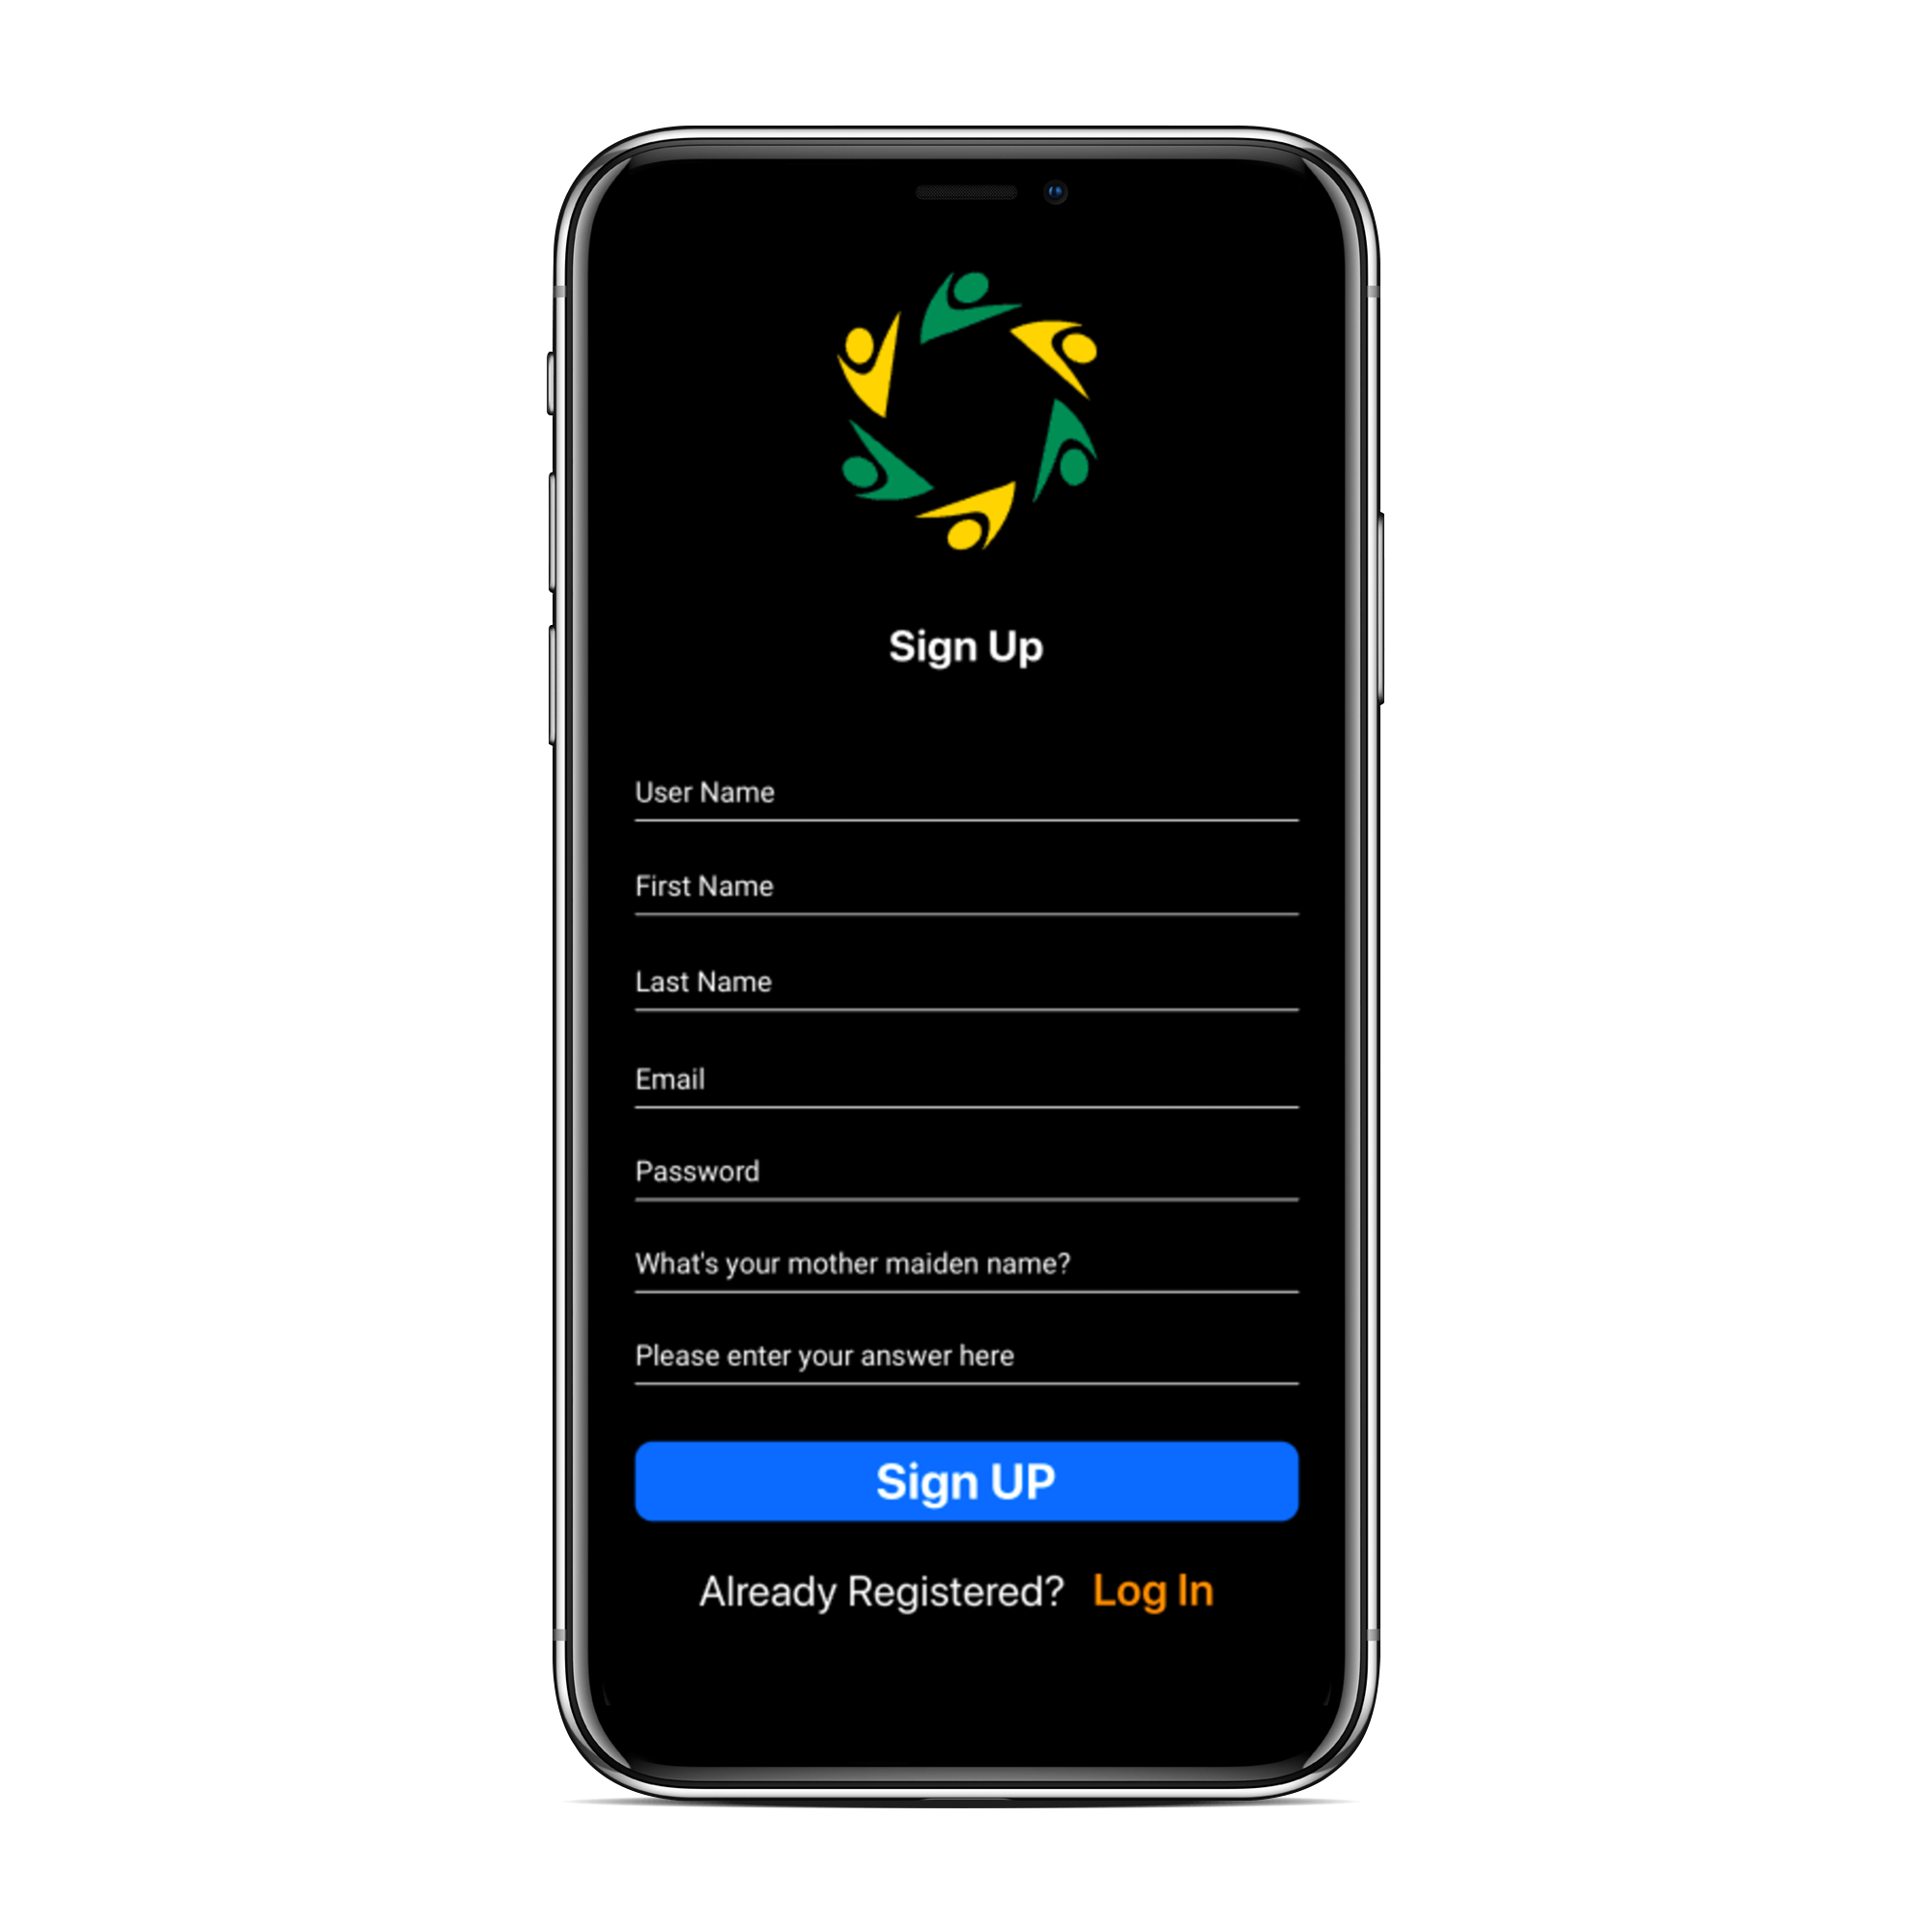 Sign Up
User Name
First Name
Last Name
Email
Password
What's your mother maiden name?
Please enter your answer here
Sign UP
Already Registered? Log In